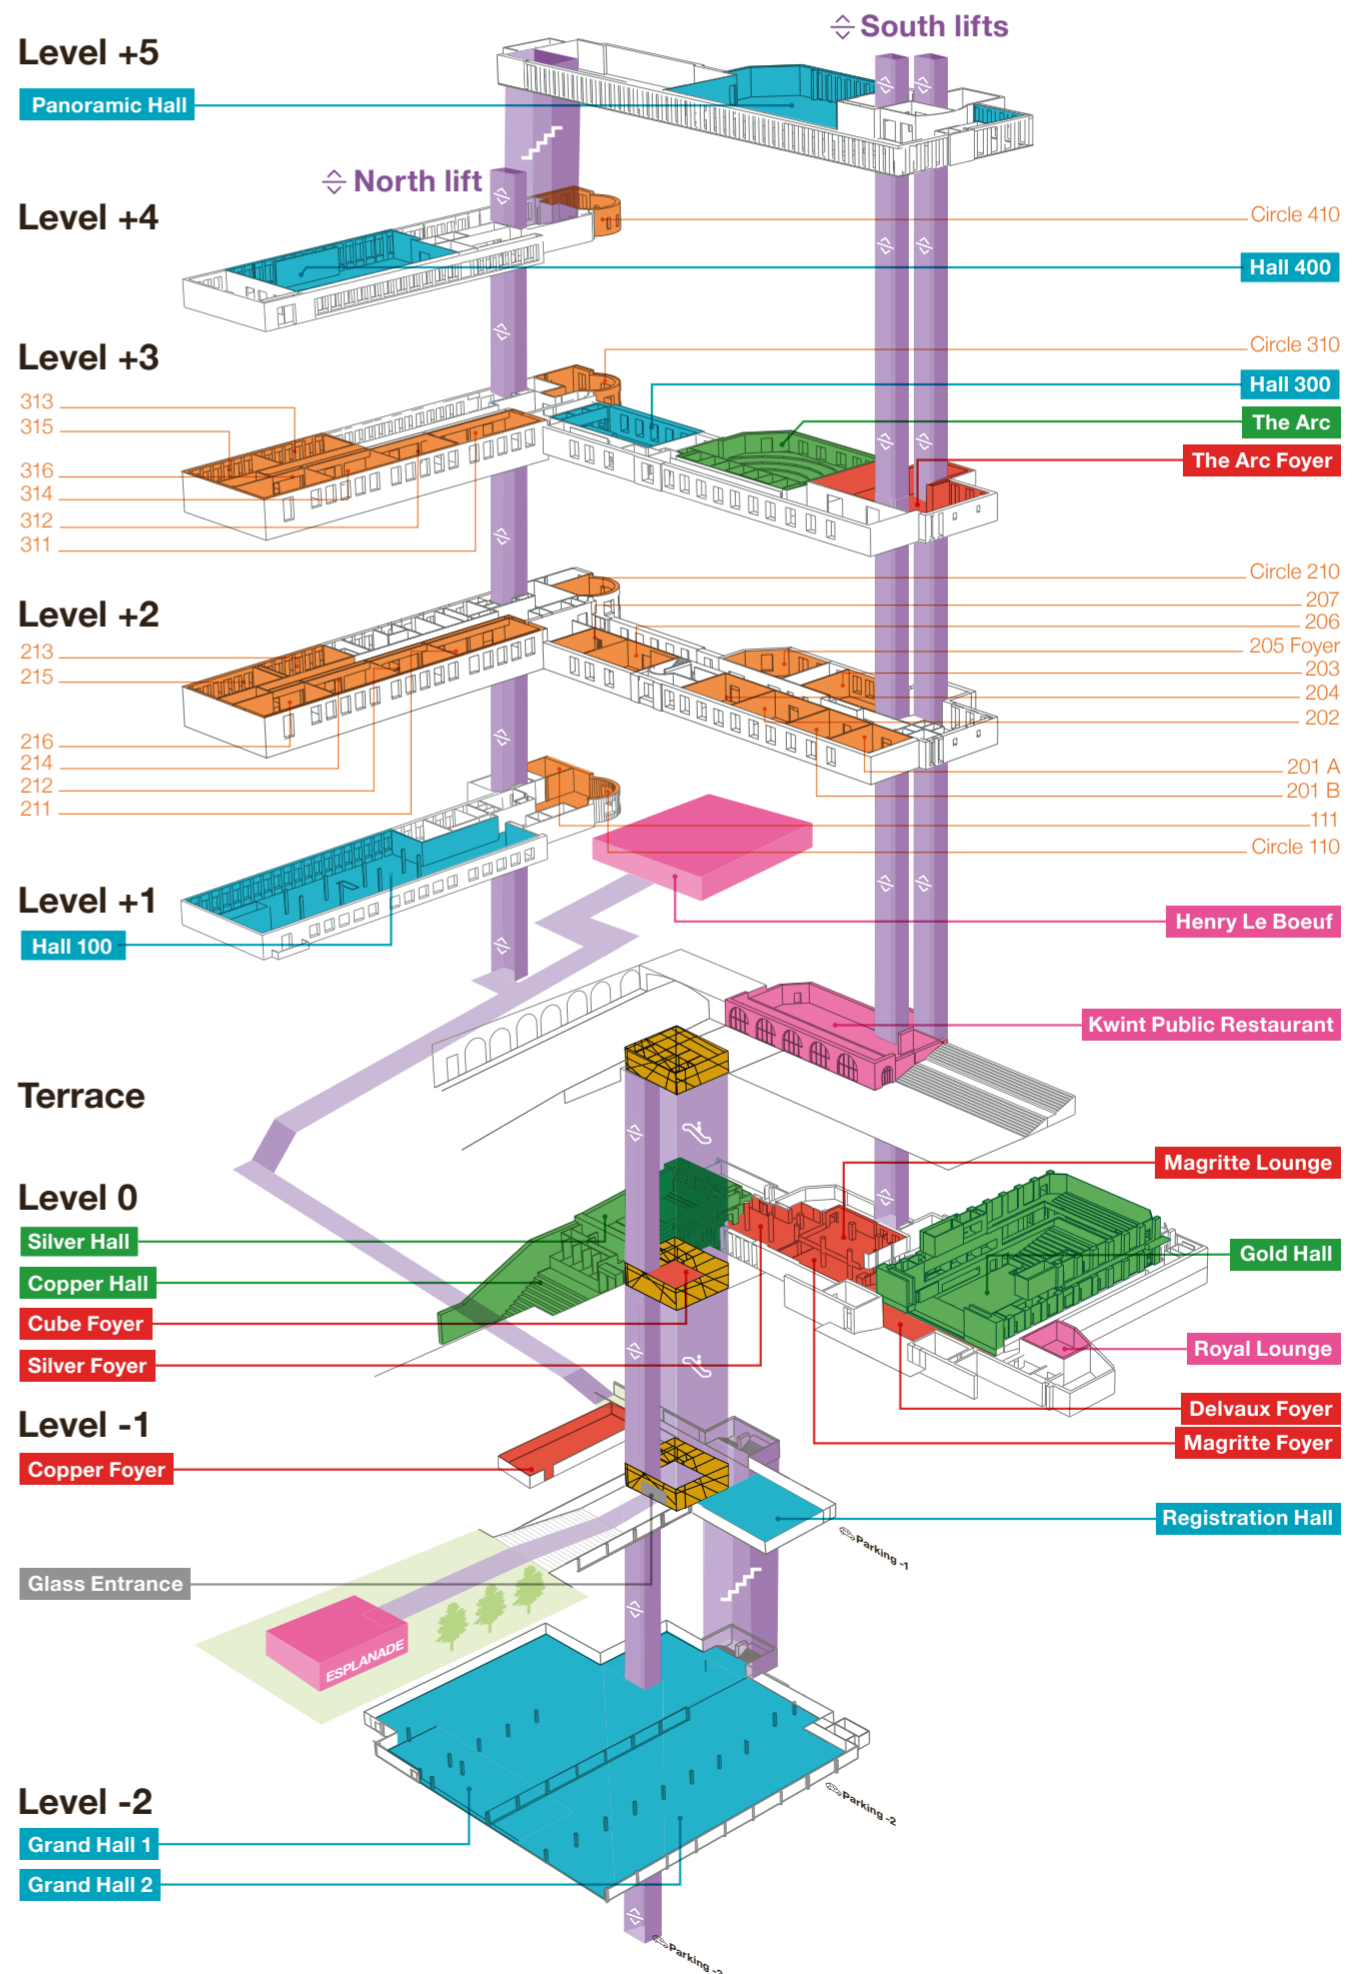 South lifts
Level +5
Panoramic Hall
North lift
Level +4
Circle 410
Hall 400
Level +3
Circle 310
Hall 300
The Arc
The Arc Foyer
313
315
316
314
312
311
Level +2
Circle 210
207
206
205 Foyer
203
204
202
201 A
201 B
213
215
216
214
212
211
111
Circle 110
Level +1
Hall 100
Henry Le Boeuf
Kwint Public Restaurant
Terrace
Magritte Lounge
Level 0
Silver Hall
Copper Hall
Cube Foyer
Silver Foyer
Gold Hall
Royal Lounge
Delvaux Foyer
Magritte Foyer
Level -1
Copper Foyer
Registration Hall
Parking -1
Glass Entrance
ESPLANADE
Level -2
Grand Hall 1
Grand Hall 2
Parking -2
Parking